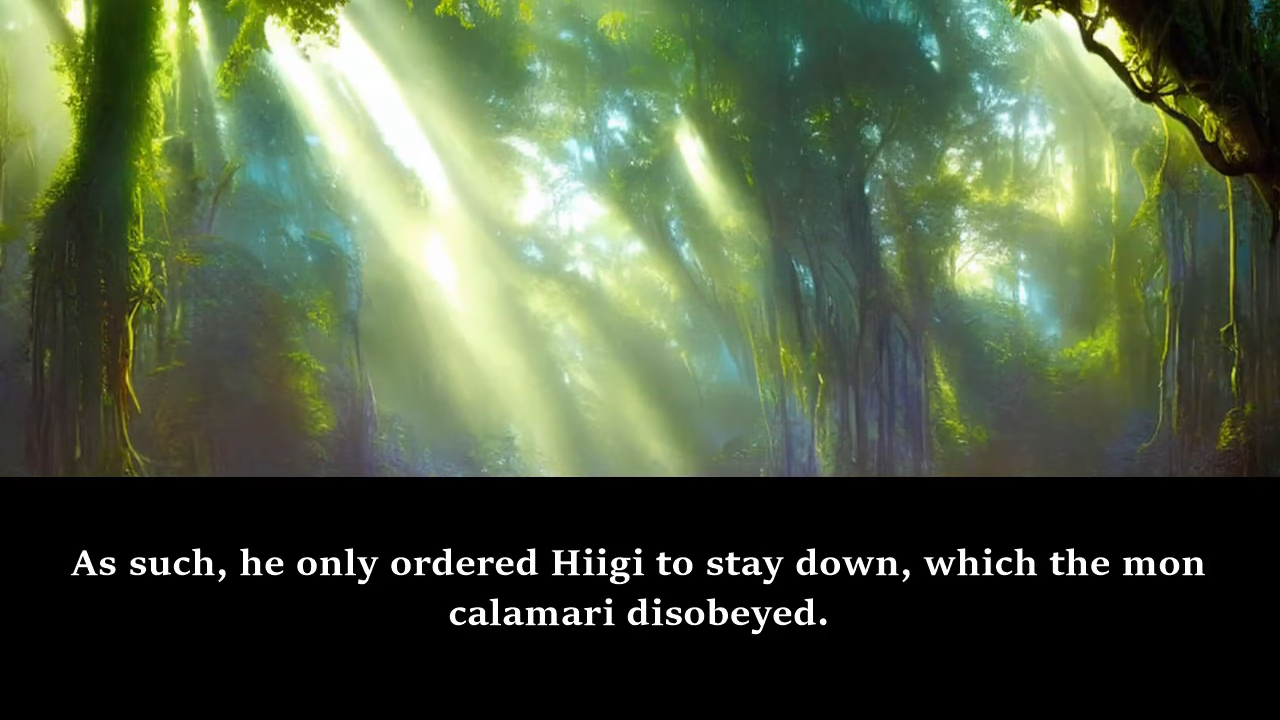 As such, he only ordered Hiigi to stay down, which the mon
calamari disobeyed.